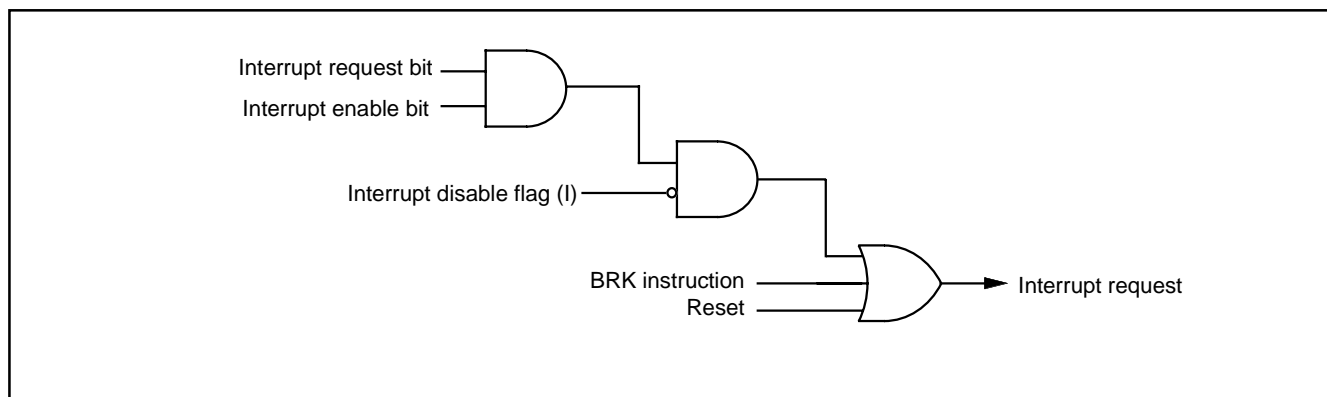 Interrupt request bit
Interrupt enable bit
Interrupt disable flag (I)
BRK instruction
Reset
Interrupt request